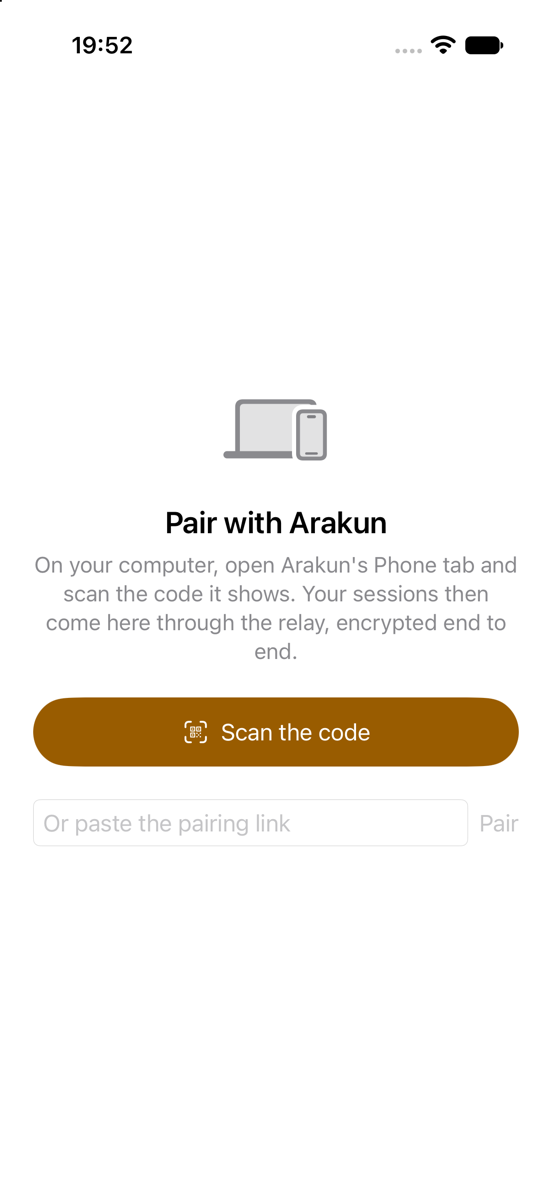 19:52
Pair with Arakun
On your computer, open Arakun's Phone tab and
scan the code it shows. Your sessions then
come here through the relay, encrypted end to
end.
Scan the code
Or paste the pairing link
Pair